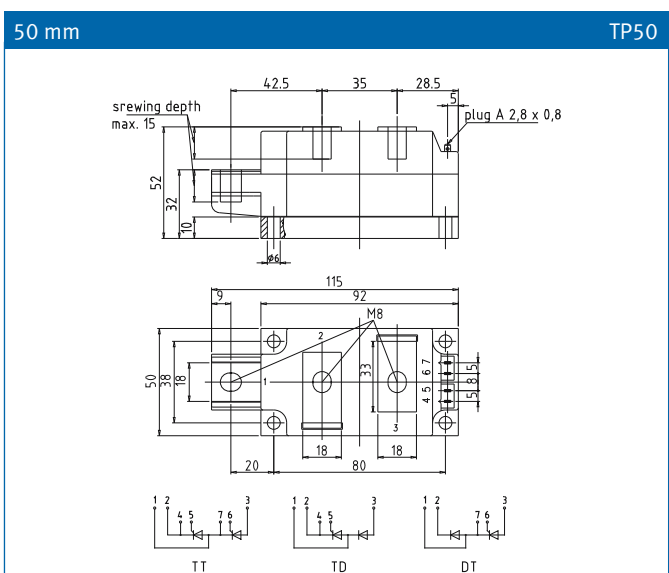 50 mm TP50
42.5 35 28.5
5
srewing depth
max. 15
plug A 2,8 x 0,8
52
32
10
ø6
115
9 92
M8
50
38
18
1
2
33
3
7
6
5
4
5
8
5
18 18
20 80
1 2 4 5 7 6 3
1 2 4 5 3
1 2 7 6 3
TT TD DT